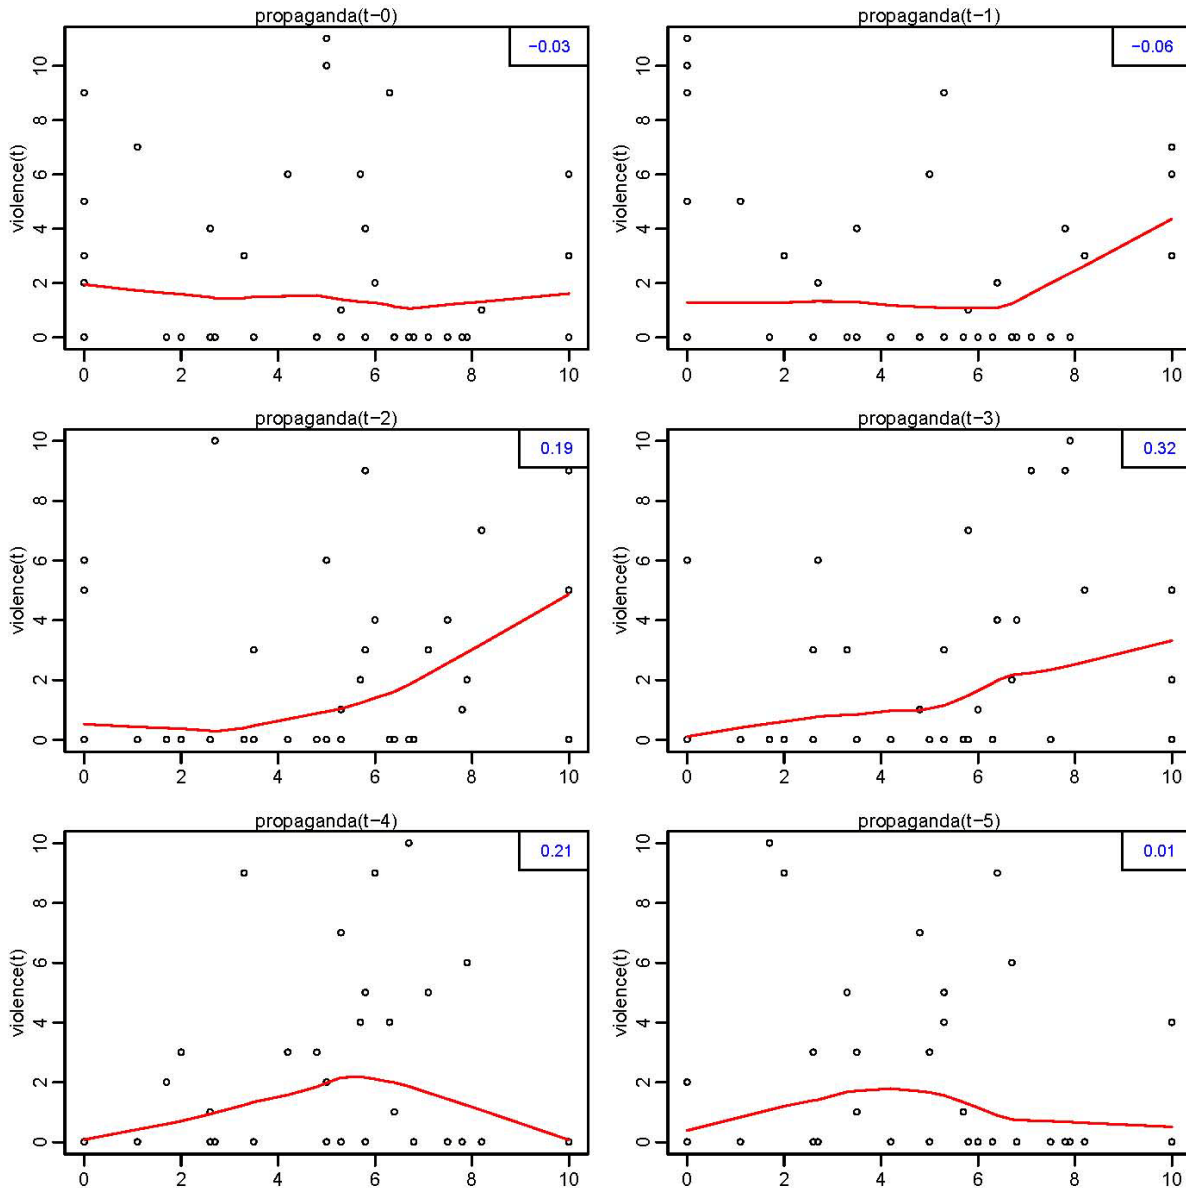 propaganda(t−0)
−0.03
violence(t)
0 2 4 6 8 10
0 2 4 6 8 10
propaganda(t−1)
−0.06
violence(t)
0 2 4 6 8 10
0 2 4 6 8 10
propaganda(t−2)
0.19
violence(t)
0 2 4 6 8 10
0 2 4 6 8 10
propaganda(t−3)
0.32
violence(t)
0 2 4 6 8 10
0 2 4 6 8 10
propaganda(t−4)
0.21
violence(t)
0 2 4 6 8 10
0 2 4 6 8 10
propaganda(t−5)
0.01
violence(t)
0 2 4 6 8 10
0 2 4 6 8 10